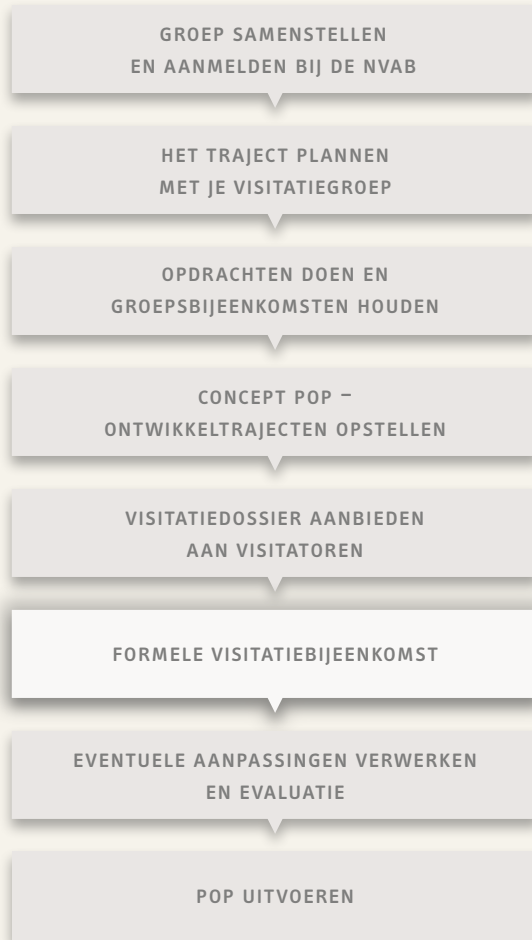 GROEP SAMENSTELLEN
EN AANMELDEN BIJ DE NVAB
HET TRAJECT PLANNEN
MET JE VISITATIEGROEP
OPDRACHTEN DOEN EN
GROEPSBIJEENKOMSTEN HOUDEN
CONCEPT POP –
ONTWIKKELTRAJECTEN OPSTELLEN
VISITATIEDOSSIER AANBIEDEN
AAN VISITATOREN
FORMELE VISITATIEBIJEENKOMST
EVENTUELE AANPASSINGEN VERWERKEN
EN EVALUATIE
POP UITVOEREN